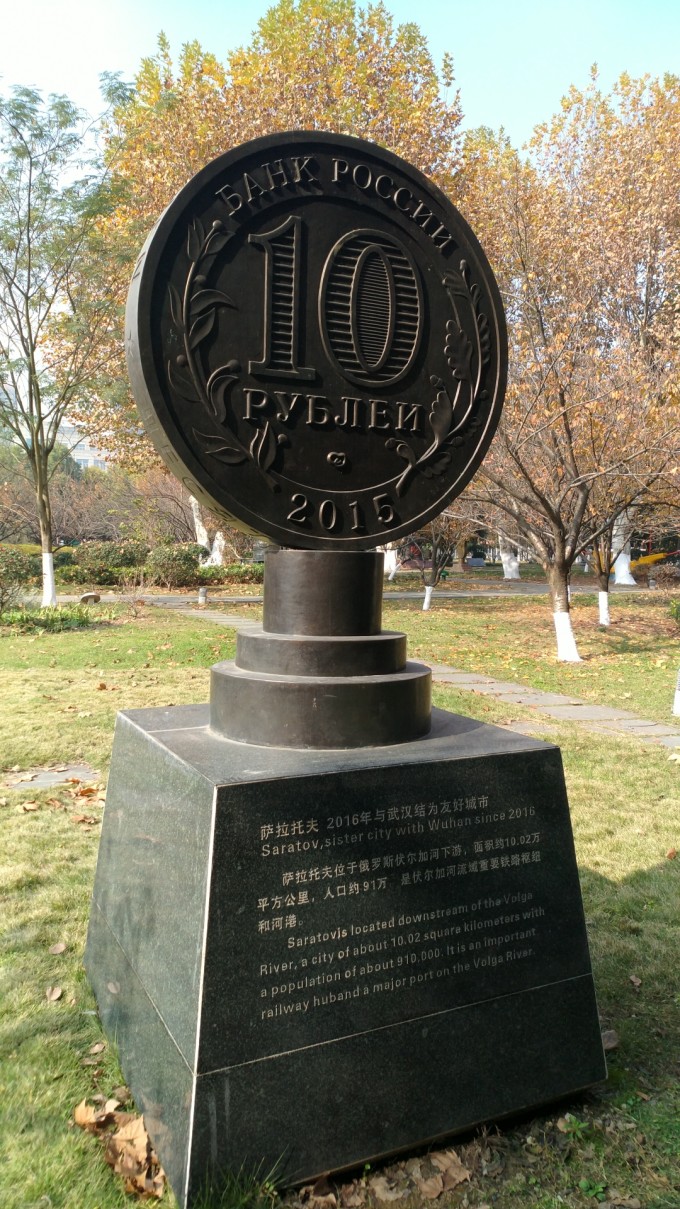 БАНК РОССИИ
10
РУБЛЕЙ
2015
萨拉托夫 2016年与武汉结为友好城市
Saratov,sister city with Wuhan since 2016
萨拉托夫位于俄罗斯伏尔加河下游，面积约10.02万
平方公里，人口约91万 是伏尔加河流域重要铁路枢纽
和河港。
Saratovis located downstream of the Volga
River, a city of about 10.02 square kilometers with
a population of about 910,000. It is an important
railway huband a major port on the Volga River.